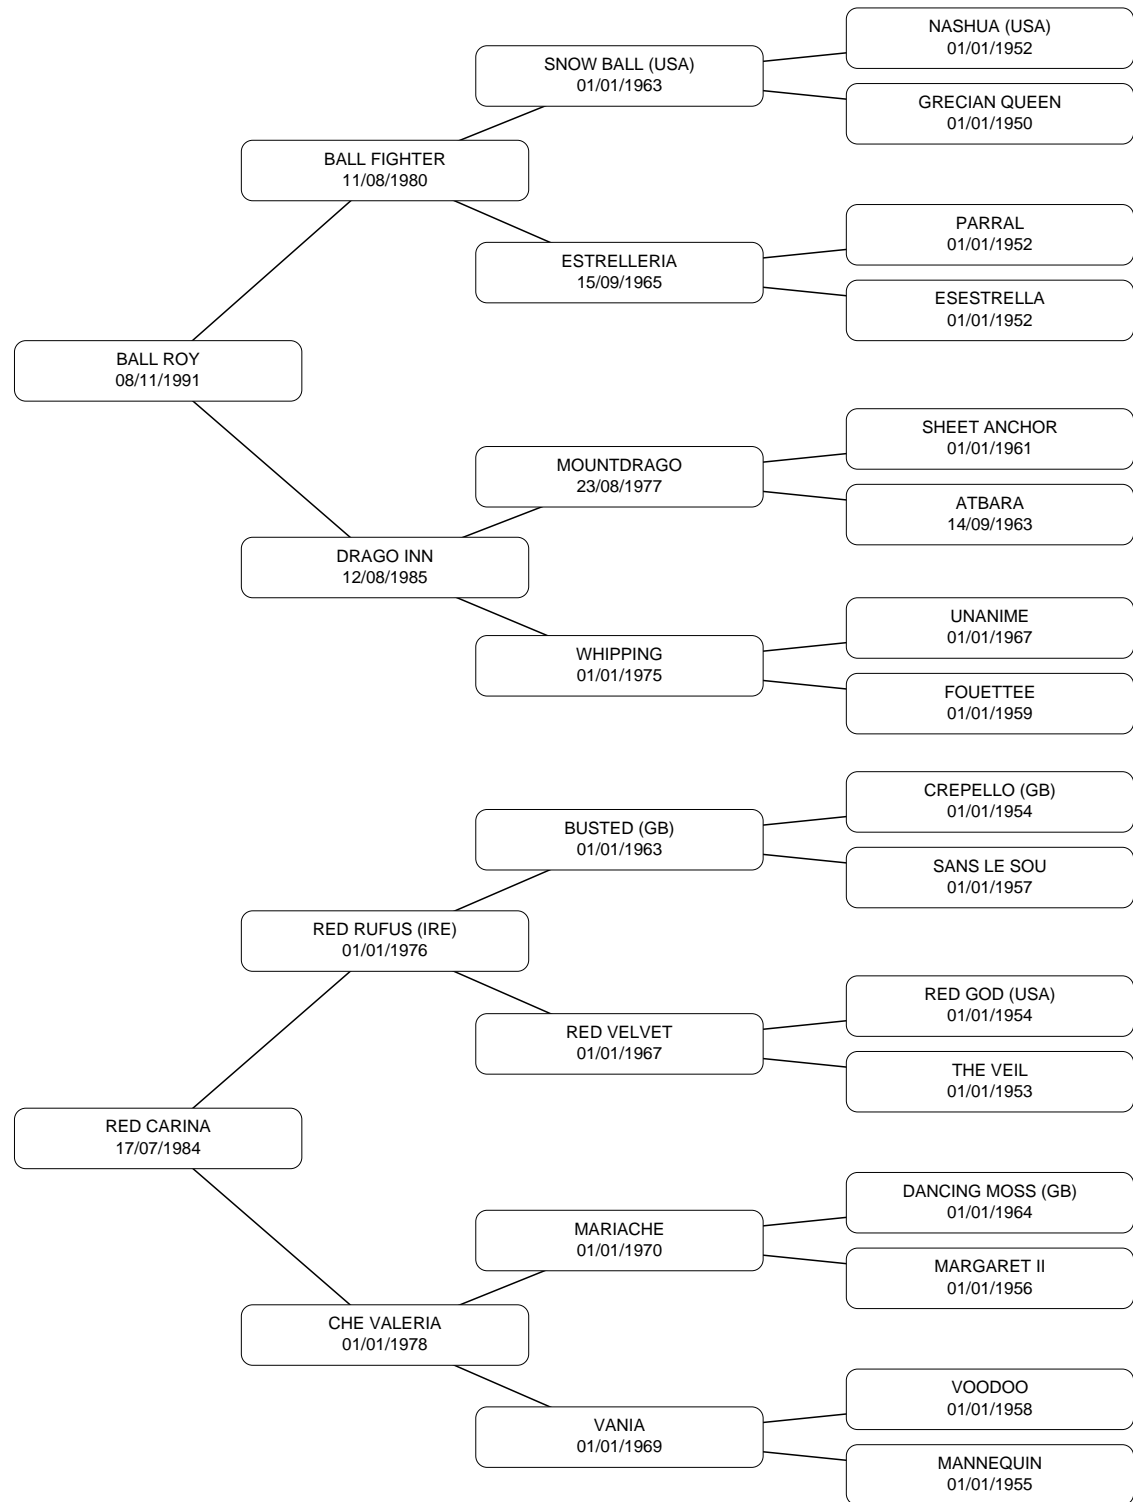 NASHUA (USA)
01/01/1952
SNOW BALL (USA)
01/01/1963
GRECIAN QUEEN
01/01/1950
BALL FIGHTER
11/08/1980
PARRAL
01/01/1952
ESTRELLERIA
15/09/1965
ESESTRELLA
01/01/1952
BALL ROY
08/11/1991
SHEET ANCHOR
01/01/1961
MOUNTDRAGO
23/08/1977
ATBARA
14/09/1963
DRAGO INN
12/08/1985
UNANIME
01/01/1967
WHIPPING
01/01/1975
FOUETTEE
01/01/1959
CREPELLO (GB)
01/01/1954
BUSTED (GB)
01/01/1963
SANS LE SOU
01/01/1957
RED RUFUS (IRE)
01/01/1976
RED GOD (USA)
01/01/1954
RED VELVET
01/01/1967
THE VEIL
01/01/1953
RED CARINA
17/07/1984
DANCING MOSS (GB)
01/01/1964
MARIACHE
01/01/1970
MARGARET II
01/01/1956
CHE VALERIA
01/01/1978
VOODOO
01/01/1958
VANIA
01/01/1969
MANNEQUIN
01/01/1955